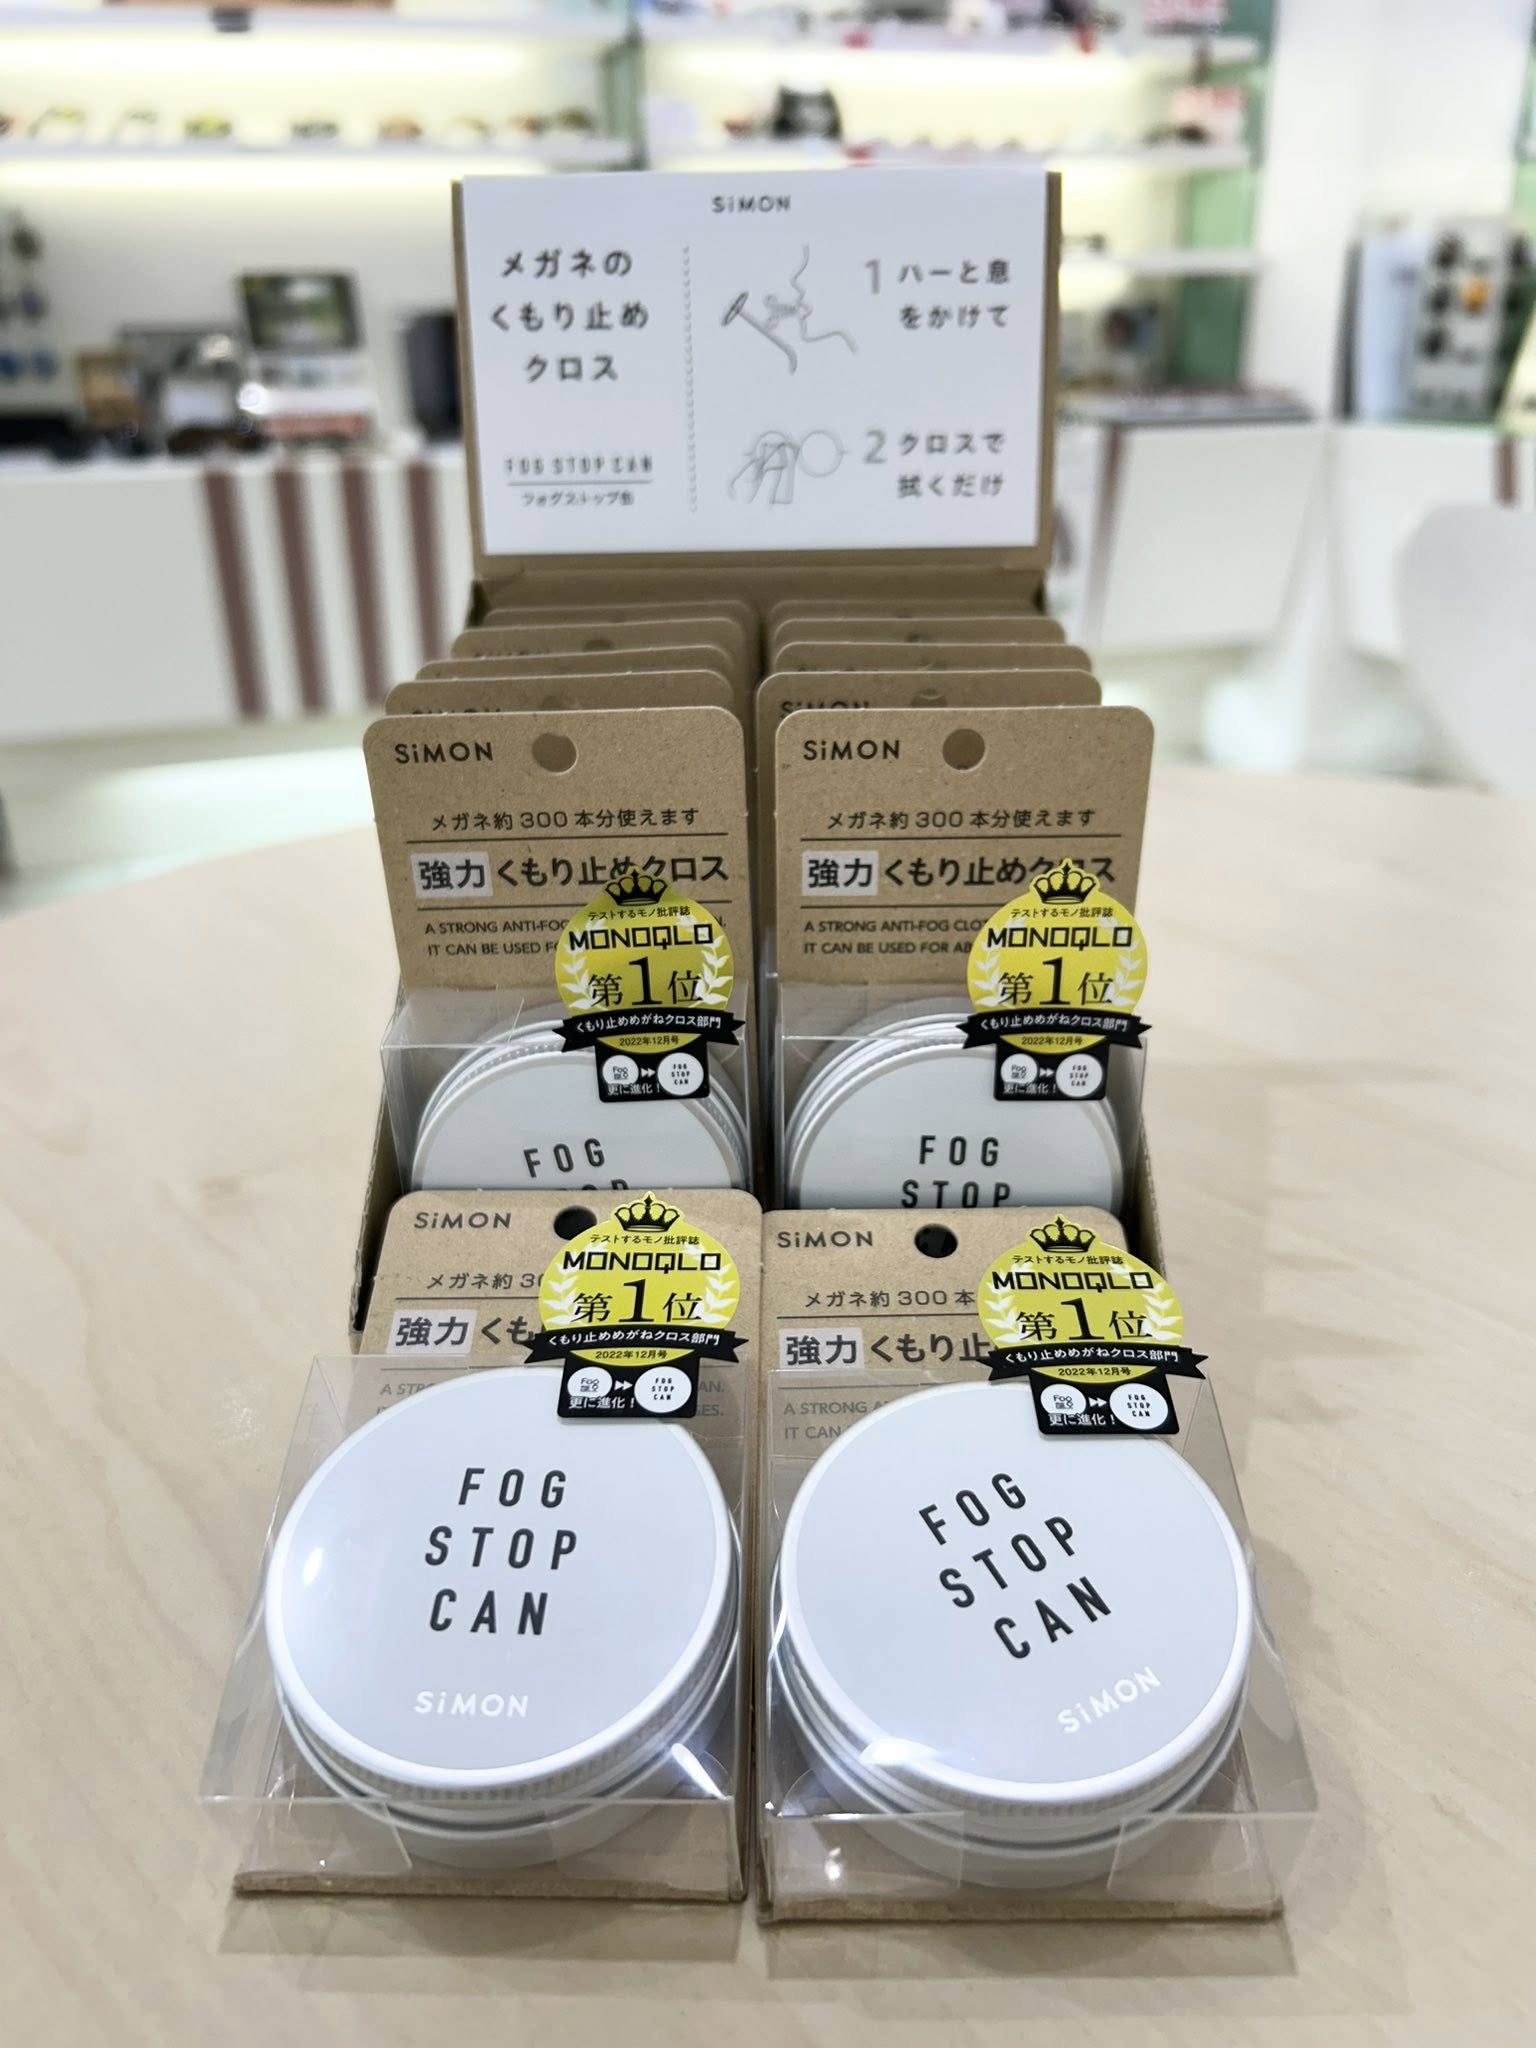 SiMON
メガネの
くもり止め
クロス
FOG STOP CAN
フォグストップ缶
1 ハーと息
をかけて
2 クロスで
拭くだけ
SiMON
メガネ約300本分使えます
強力くもり止めクロス
A STRONG ANTI-FOG
IT CAN BE USED
テストするモノ批評誌
MONOQLO
第1位
くもり止めめがねクロス部門
2022年12月号
FOG
STOP
CAN
更に進化!
FOG
STOP
SiMON
メガネ約300本分使えます
強力くもり止めクロス
A STRONG ANTI-FOG
IT CAN BE USED FOR
テストするモノ批評誌
MONOQLO
第1位
くもり止めめがねクロス部門
2022年12月号
FOG
STOP
CAN
更に進化!
FOG
STOP
SiMON
メガネ約
強力くも
テストするモノ批評誌
MONOQLO
第1位
くもり止めめがねクロス部門
2022年12月号
FOG
STOP
CAN
更に進化!
FOG
STOP
CAN
SiMON
SiMON
メガネ約300本
強力くもり止
A STRONG
IT CAN
テストするモノ批評誌
MONOQLO
第1位
くもり止めめがねクロス部門
2022年12月号
FOG
STOP
CAN
更に進化!
FOG
STOP
CAN
SiMON